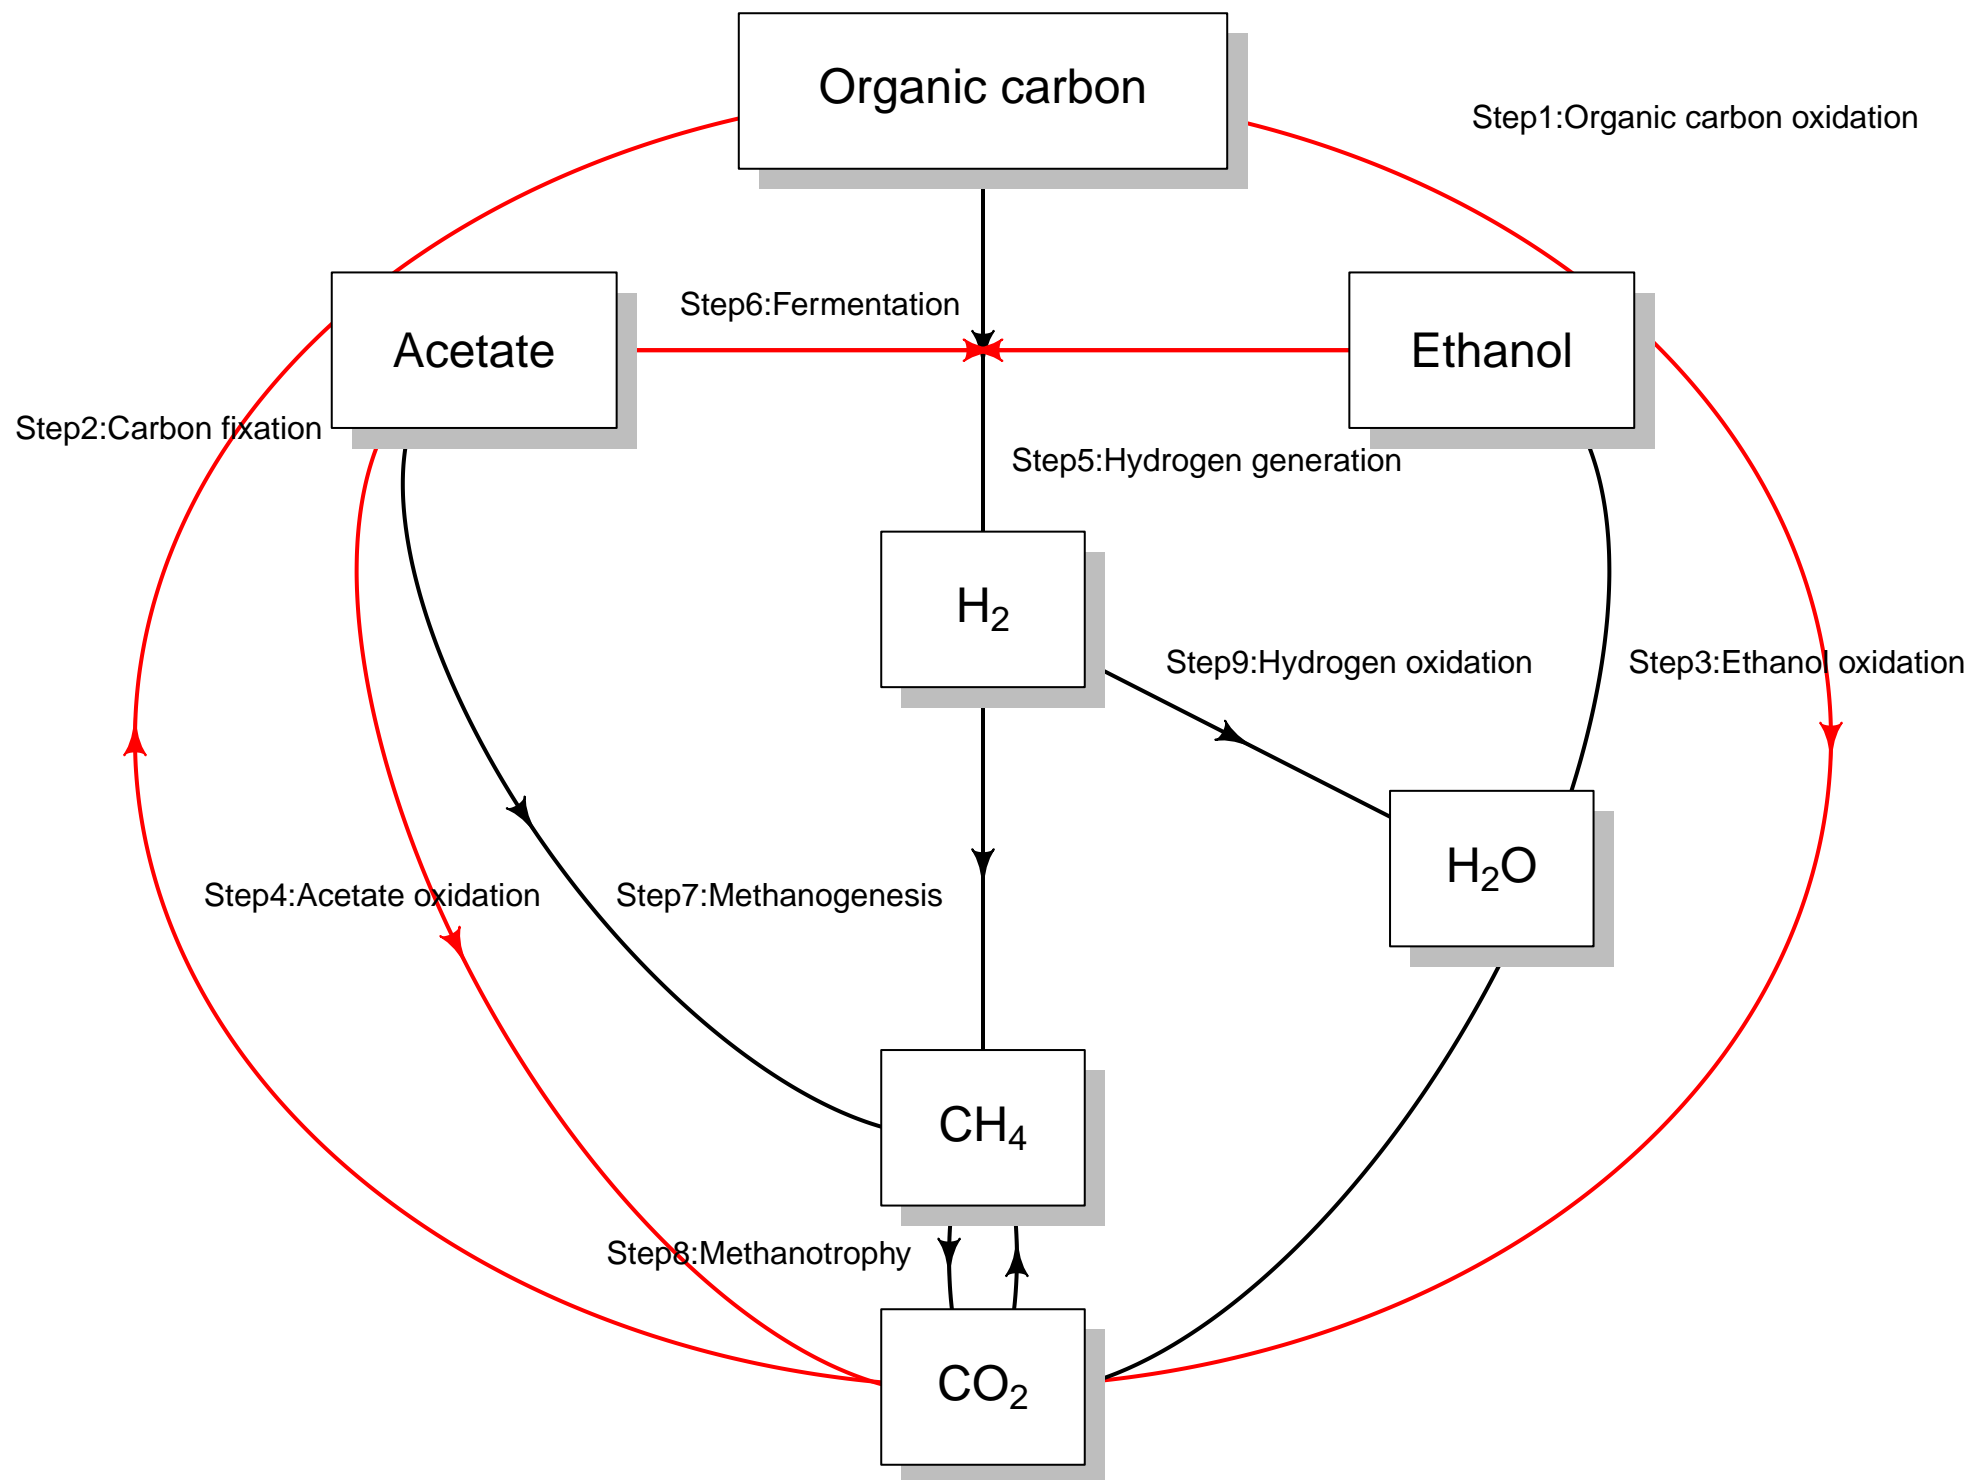 Organic carbon
Step1:Organic carbon oxidation
Step6:Fermentation
Acetate
Ethanol
Step2:Carbon fixation
Step5:Hydrogen generation
H₂
Step9:Hydrogen oxidation
Step3:Ethanol oxidation
H₂O
Step4:Acetate oxidation
Step7:Methanogenesis
CH₄
Step8:Methanotrophy
CO₂